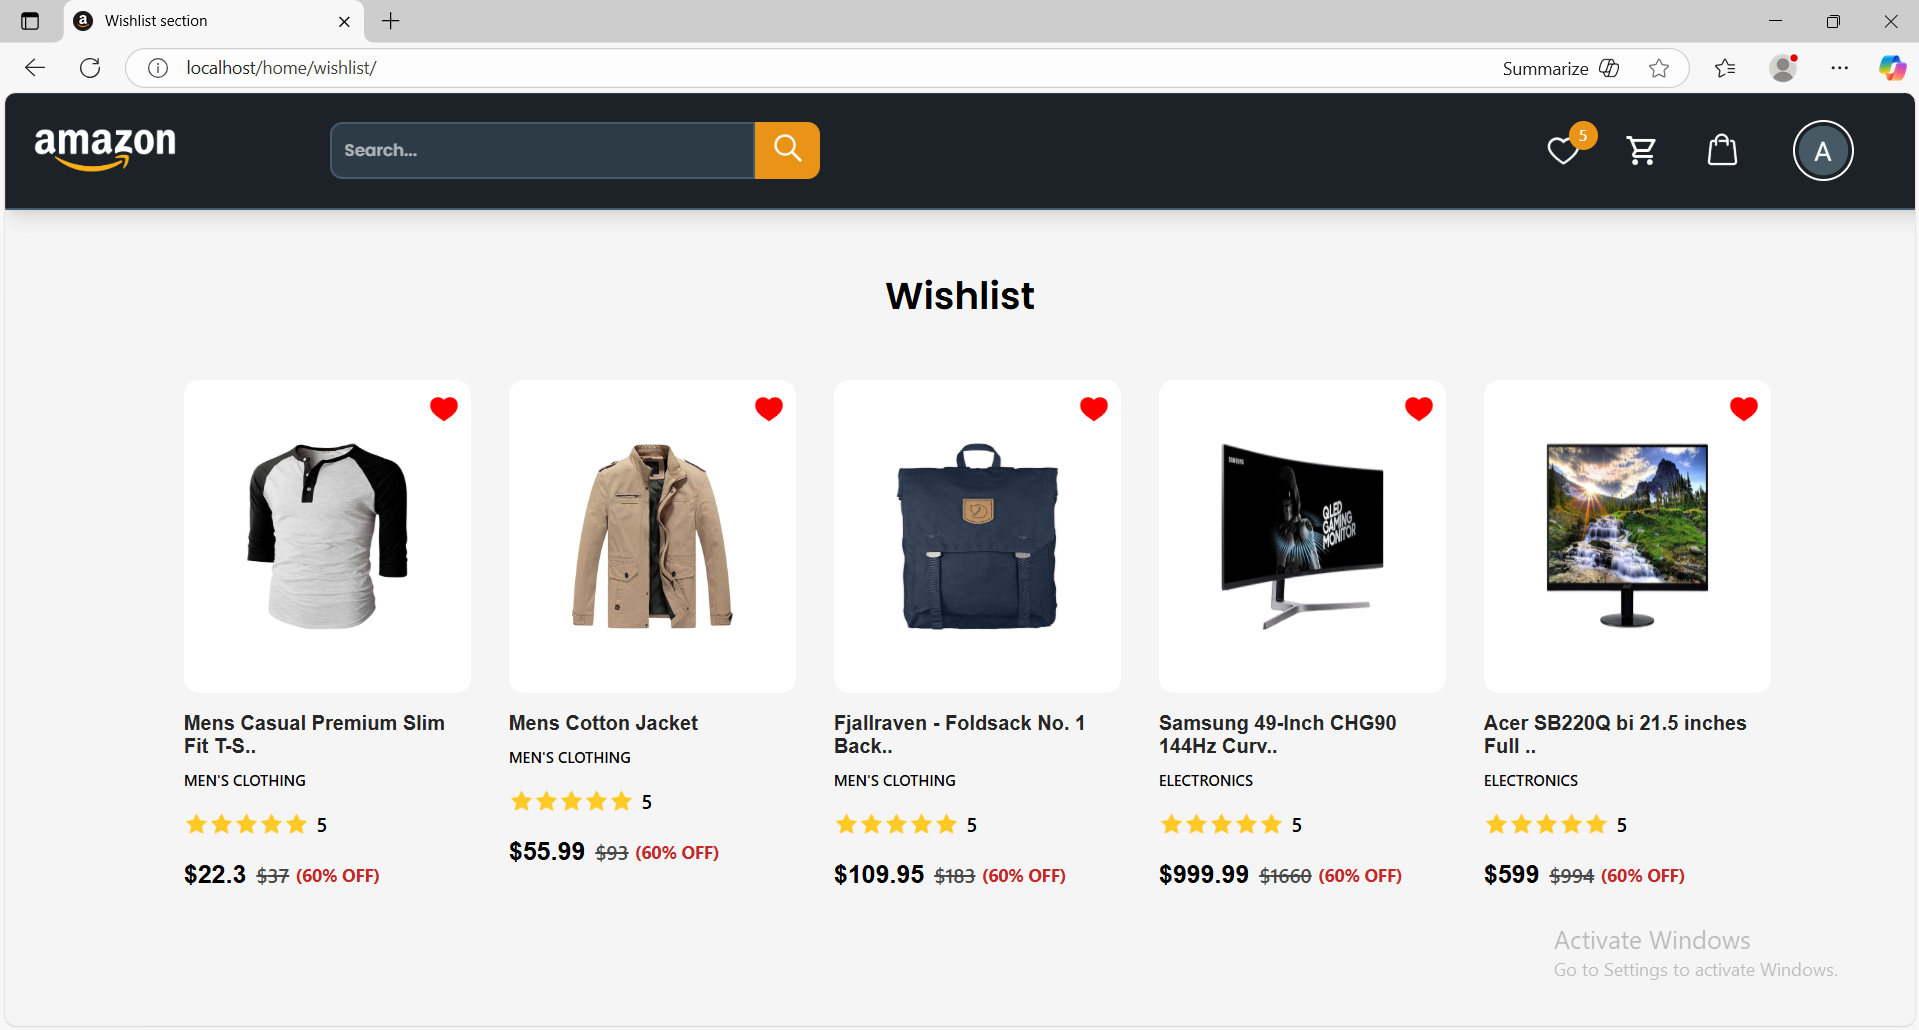 Wishlist section
localhost/home/wishlist/
Summarize
amazon
Search...
5
A
Wishlist
SAMSUNG
QLED
GAMING
MONITOR
Mens Casual Premium Slim
Fit T-S..
MEN'S CLOTHING
5
$22.3 $37 (60% OFF)
Mens Cotton Jacket
MEN'S CLOTHING
5
$55.99 $93 (60% OFF)
Fjallraven - Foldsack No. 1
Back..
MEN'S CLOTHING
5
$109.95 $183 (60% OFF)
Samsung 49-Inch CHG90
144Hz Curv..
ELECTRONICS
5
$999.99 $1660 (60% OFF)
Acer SB220Q bi 21.5 inches
Full ..
ELECTRONICS
5
$599 $994 (60% OFF)
Activate Windows
Go to Settings to activate Windows.